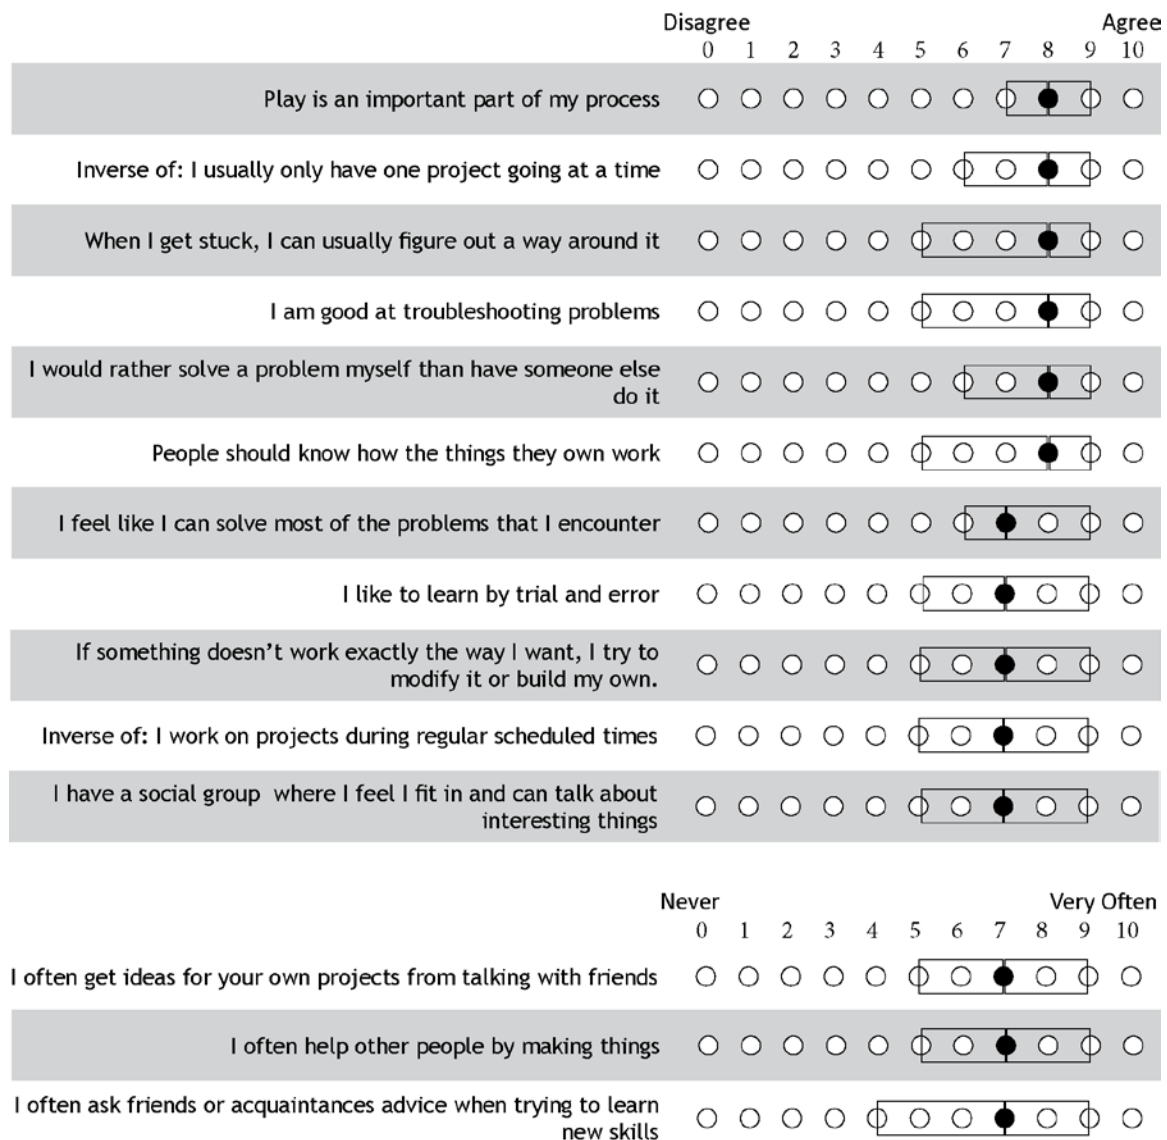 Disagree Agree
0 1 2 3 4 5 6 7 8 9 10
Play is an important part of my process
Inverse of: I usually only have one project going at a time
When I get stuck, I can usually figure out a way around it
I am good at troubleshooting problems
I would rather solve a problem myself than have someone else
do it
People should know how the things they own work
I feel like I can solve most of the problems that I encounter
I like to learn by trial and error
If something doesn't work exactly the way I want, I try to
modify it or build my own.
Inverse of: I work on projects during regular scheduled times
I have a social group where I feel I fit in and can talk about
interesting things
Never Very Often
0 1 2 3 4 5 6 7 8 9 10
I often get ideas for your own projects from talking with friends
I often help other people by making things
I often ask friends or acquaintances advice when trying to learn
new skills